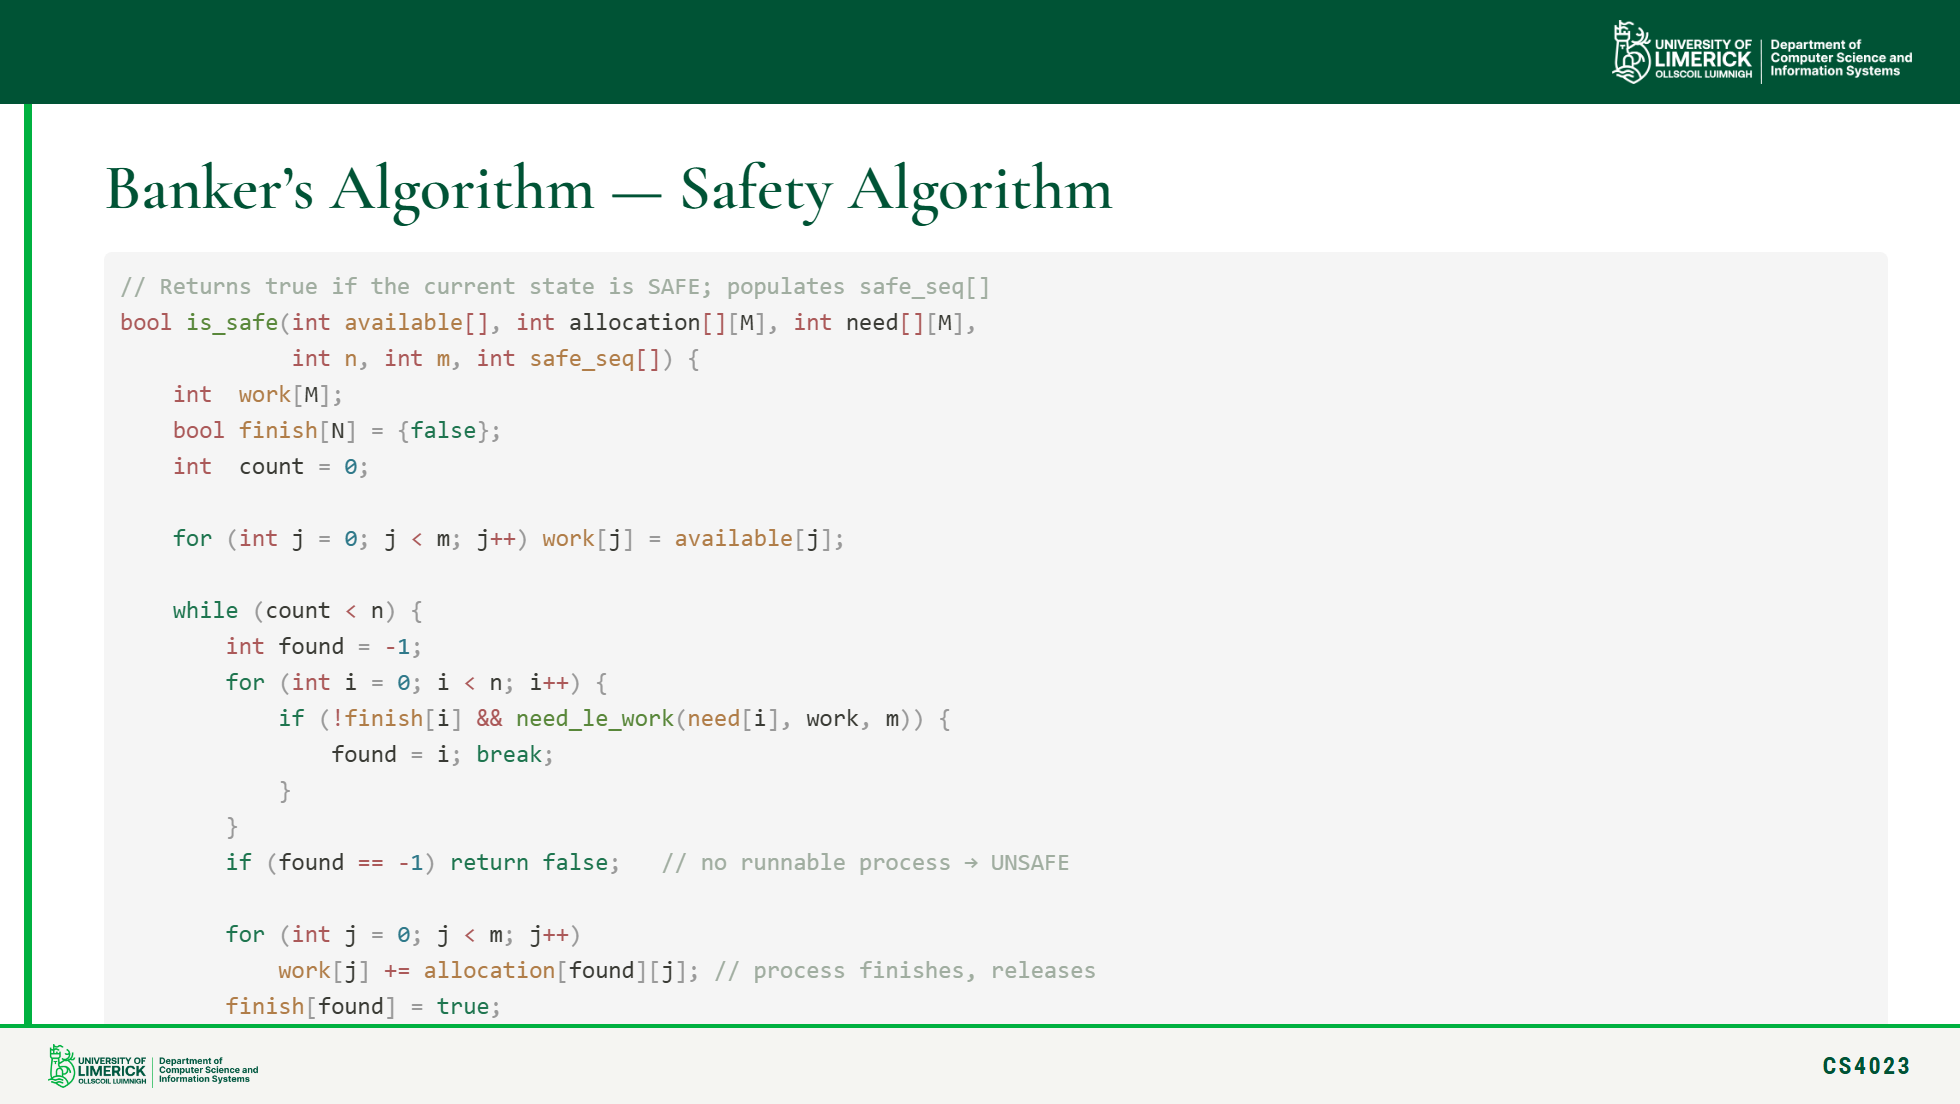 UNIVERSITY OF
LIMERICK
OLLSCOIL LUIMNIGH
Department of
Computer Science and
Information Systems
Banker’s Algorithm — Safety Algorithm
// Returns true if the current state is SAFE; populates safe_seq[]
bool is_safe(int available[], int allocation[][M], int need[][M],
             int n, int m, int safe_seq[]) {
    int  work[M];
    bool finish[N] = {false};
    int  count = 0;

    for (int j = 0; j < m; j++) work[j] = available[j];

    while (count < n) {
        int found = -1;
        for (int i = 0; i < n; i++) {
            if (!finish[i] && need_le_work(need[i], work, m)) {
                found = i; break;
            }
        }
        if (found == -1) return false;   // no runnable process → UNSAFE

        for (int j = 0; j < m; j++)
            work[j] += allocation[found][j]; // process finishes, releases
        finish[found] = true;
UNIVERSITY OF
LIMERICK
OLLSCOIL LUIMNIGH
Department of
Computer Science and
Information Systems
CS4023